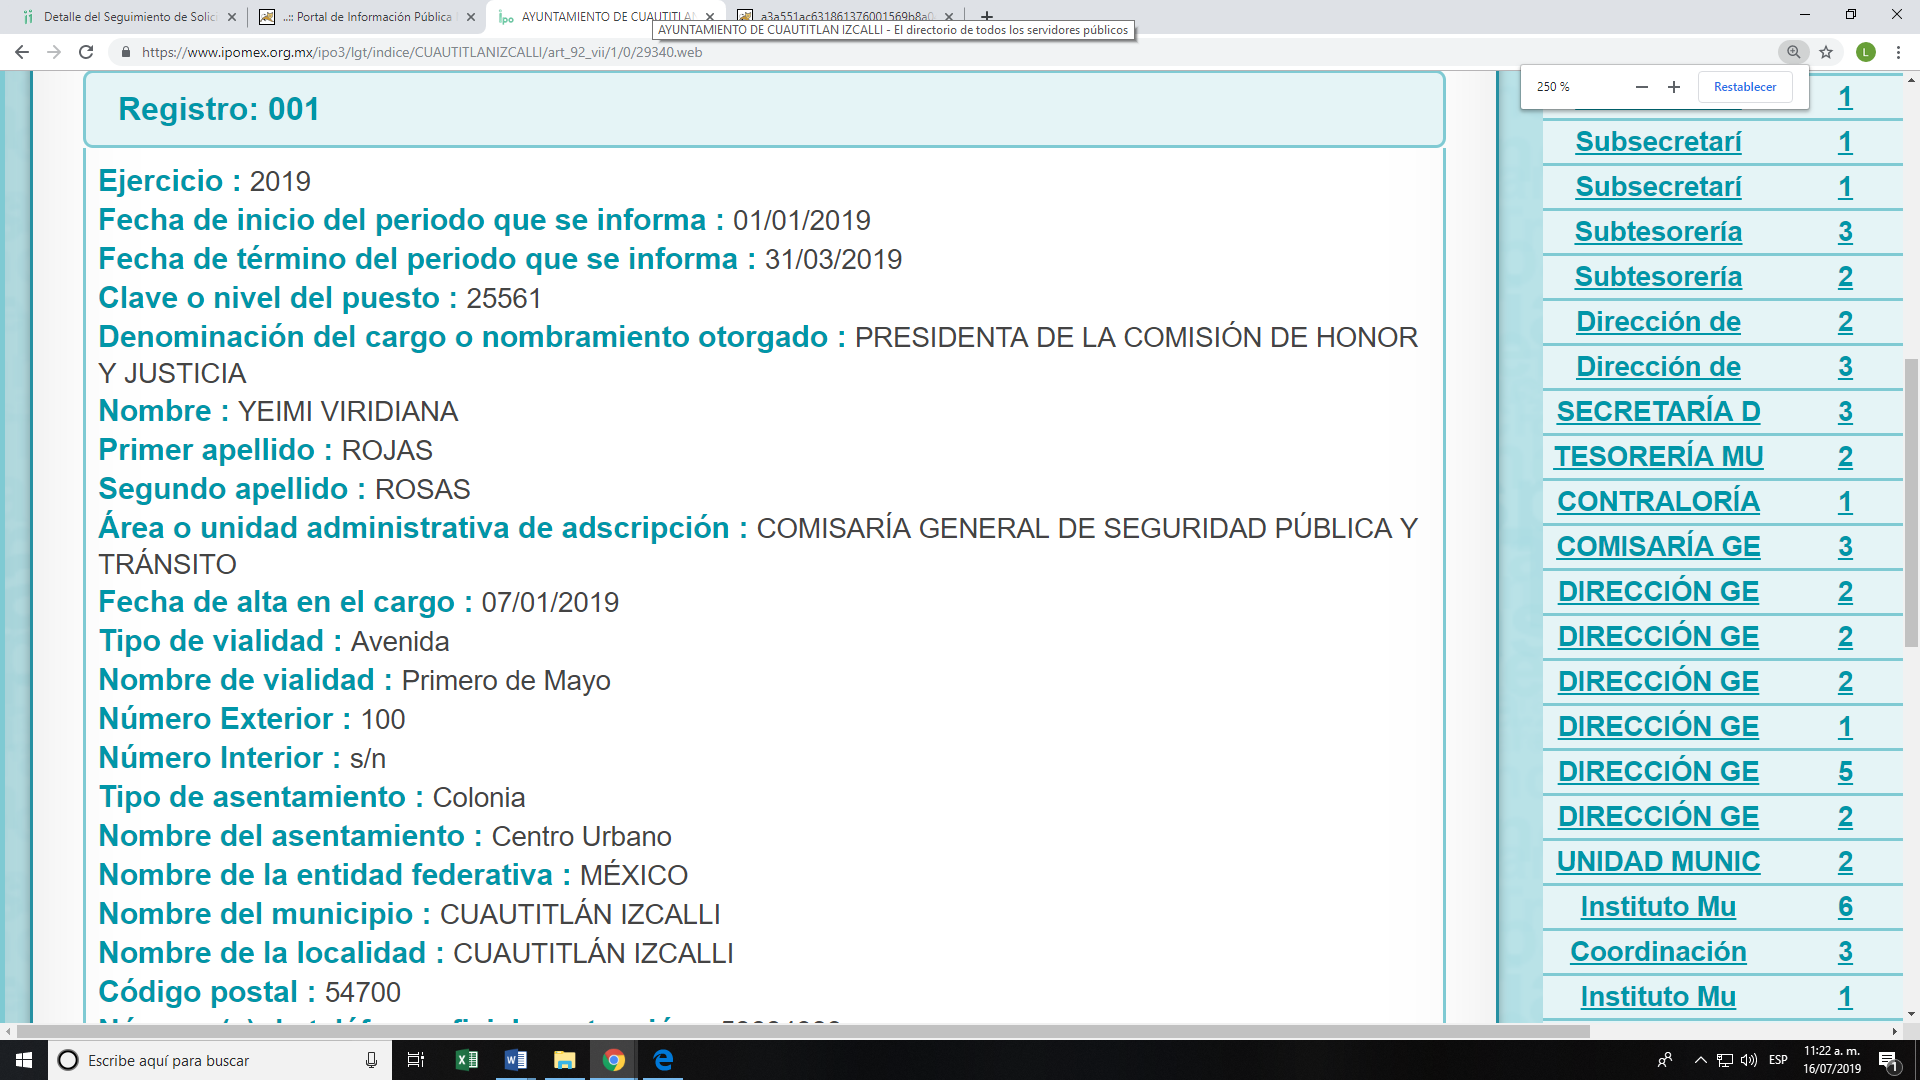 Detalle del Seguimiento de Solici
..:: Portal de Información Pública
AYUNTAMIENTO DE CUAUTITLAN
a3a551ac631861376001569b8a0
AYUNTAMIENTO DE CUAUTITLAN IZCALLI - El directorio de todos los servidores públicos
https://www.ipomex.org.mx/ipo3/lgt/indice/CUAUTITLANIZCALLI/art_92_vii/1/0/29340.web
L
250 %
Restablecer
Registro: 001
Ejercicio : 2019
Fecha de inicio del periodo que se informa : 01/01/2019
Fecha de término del periodo que se informa : 31/03/2019
Clave o nivel del puesto : 25561
Denominación del cargo o nombramiento otorgado : PRESIDENTA DE LA COMISIÓN DE HONOR
Y JUSTICIA
Nombre : YEIMI VIRIDIANA
Primer apellido : ROJAS
Segundo apellido : ROSAS
Área o unidad administrativa de adscripción : COMISARÍA GENERAL DE SEGURIDAD PÚBLICA Y
TRÁNSITO
Fecha de alta en el cargo : 07/01/2019
Tipo de vialidad : Avenida
Nombre de vialidad : Primero de Mayo
Número Exterior : 100
Número Interior : s/n
Tipo de asentamiento : Colonia
Nombre del asentamiento : Centro Urbano
Nombre de la entidad federativa : MÉXICO
Nombre del municipio : CUAUTITLÁN IZCALLI
Nombre de la localidad : CUAUTITLÁN IZCALLI
Código postal : 54700
1
Subsecretarí 1
Subsecretarí 1
Subtesorería 3
Subtesorería 2
Dirección de 2
Dirección de 3
SECRETARÍA D 3
TESORERÍA MU 2
CONTRALORÍA 1
COMISARÍA GE 3
DIRECCIÓN GE 2
DIRECCIÓN GE 2
DIRECCIÓN GE 2
DIRECCIÓN GE 1
DIRECCIÓN GE 5
DIRECCIÓN GE 2
UNIDAD MUNIC 2
Instituto Mu 6
Coordinación 3
Instituto Mu 1
Escribe aquí para buscar
ESP
11:22 a. m.
16/07/2019
1